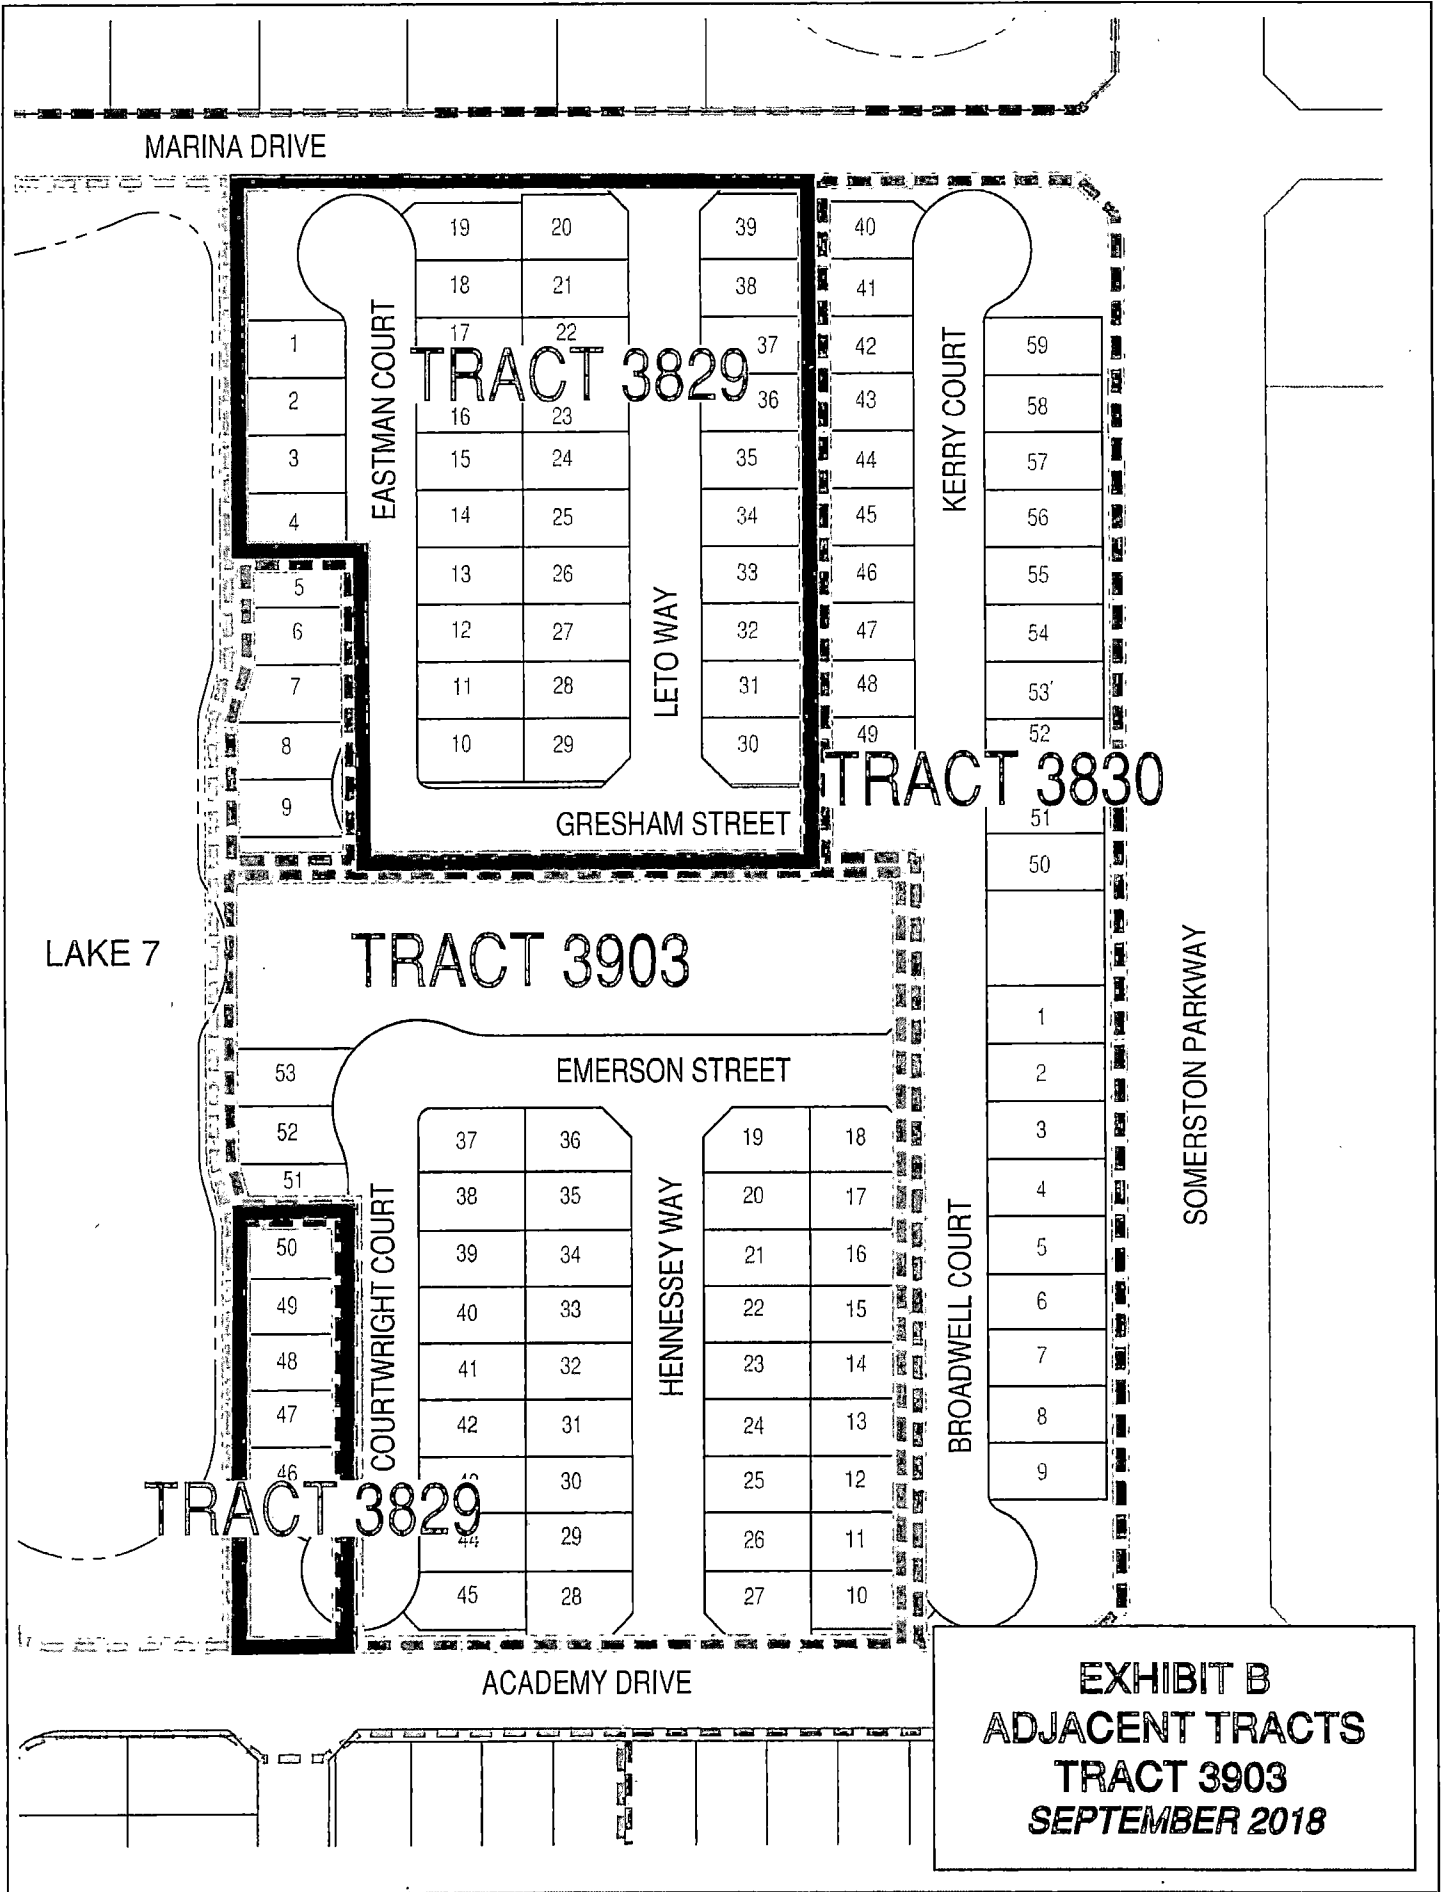 MARINA DRIVE
19 20 39 40
18 21 38 41
1 17 22 37 42 59
EASTMAN COURT
TRACT 3829
KERRY COURT
2 16 23 36 43 58
3 15 24 35 44 57
4 14 25 34 45 56
5 13 26 33 46 55
6 12 27 32 47 54
LETO WAY
7 11 28 31 48 53
8 10 29 30 49 52
TRACT 3830
9
GRESHAM STREET
51
50
LAKE 7
TRACT 3903
SOMERSTON PARKWAY
1
53
EMERSON STREET
2
52 37 36 19 18 3
51 38 35 20 17 4
COURTWRIGHT COURT
HENNESSEY WAY
BROADWELL COURT
50 39 34 21 16 5
49 40 33 22 15 6
48 41 32 23 14 7
47 42 31 24 13 8
46 30 25 12 9
TRACT 3829
44 29 26 11
45 28 27 10
ACADEMY DRIVE
EXHIBIT B
ADJACENT TRACTS
TRACT 3903
SEPTEMBER 2018